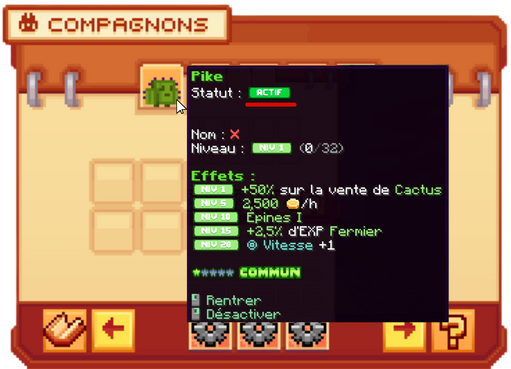 COMPAGNONS
Pike
Statut : ACTIF
Nom : ❌
Niveau : NIV 1 (0/32)
Effets :
NIV 1 +50% sur la vente de Cactus
NIV 5 2,500 /h
NIV 10 Épines I
NIV 15 +2,5% d'EXP Fermier
NIV 20 Vitesse +1
★★★★★ COMMUN
Rentrer
Désactiver